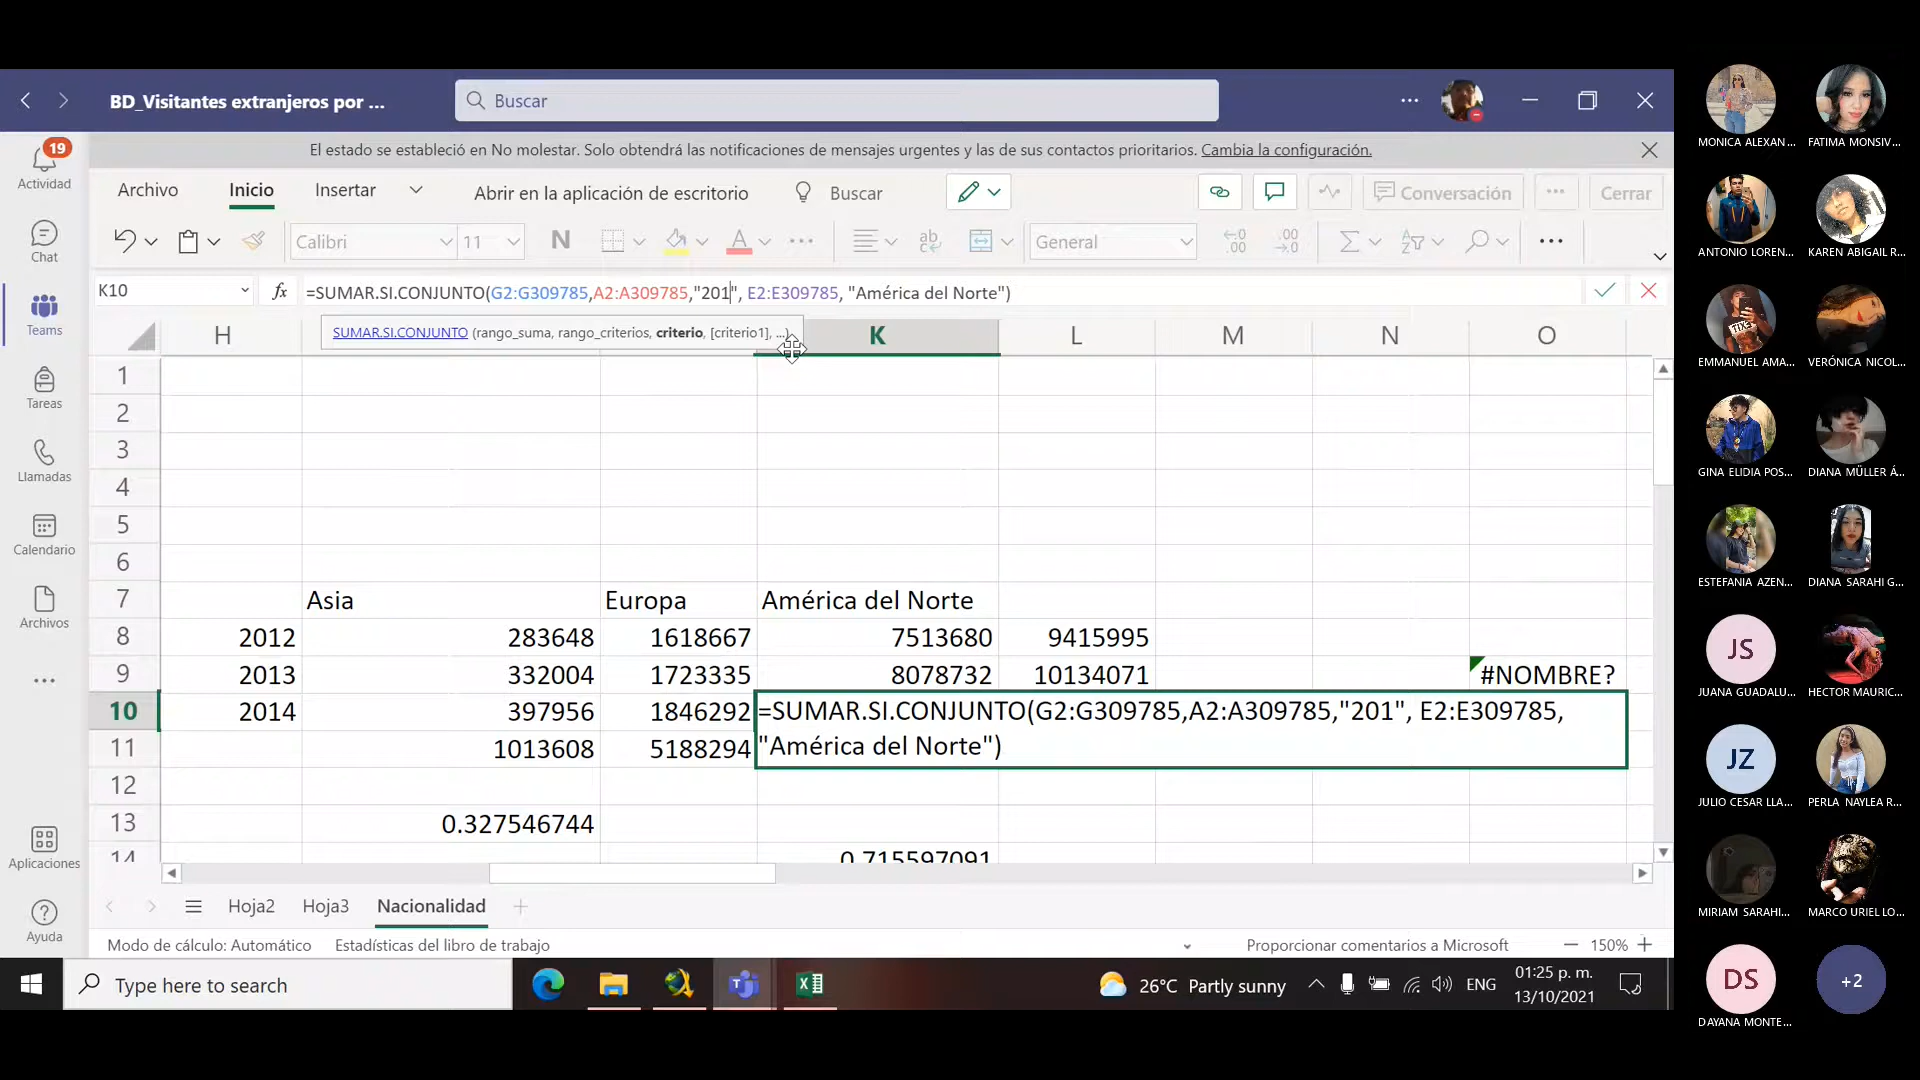 BD_Visitantes extranjeros por ...
Buscar
El estado se estableció en No molestar. Solo obtendrá las notificaciones de mensajes urgentes y las de sus contactos prioritarios. Cambia la configuración.
19
Actividad
Chat
Teams
Tareas
Llamadas
Calendario
Archivos
Aplicaciones
Ayuda
Archivo Inicio Insertar Abrir en la aplicación de escritorio Buscar Conversación Cerrar
Calibri 11 N General
K10 fx =SUMAR.SI.CONJUNTO(G2:G309785,A2:A309785,"201", E2:E309785, "América del Norte")
SUMAR.SI.CONJUNTO (rango_suma, rango_criterios, criterio, [criterio1], ...)
H K L M N O
1
2
3
4
5
6
7 Asia Europa América del Norte
8 2012 283648 1618667 7513680 9415995
9 2013 332004 1723335 8078732 10134071 #NOMBRE?
10 2014 397956 1846292 =SUMAR.SI.CONJUNTO(G2:G309785,A2:A309785,"201", E2:E309785,
11 1013608 5188294 "América del Norte")
12
13 0.327546744
14 0.715597091
Hoja2 Hoja3 Nacionalidad
Modo de cálculo: Automático Estadísticas del libro de trabajo Proporcionar comentarios a Microsoft 150%
Type here to search 26°C Partly sunny ENG 01:25 p. m.
13/10/2021
MONICA ALEXAN... FATIMA MONSIV...
ANTONIO LOREN... KAREN ABIGAIL R...
EMMANUEL AMA... VERÓNICA NICOL...
GINA ELIDIA POS... DIANA MÜLLER Á...
ESTEFANIA AZEN... DIANA SARAHI G...
JS
JUANA GUADALU... HECTOR MAURIC...
JZ
JULIO CESAR LLA... PERLA NAYLEA R...
MIRIAM SARAHI... MARCO URIEL LO...
DS +2
DAYANA MONTE...